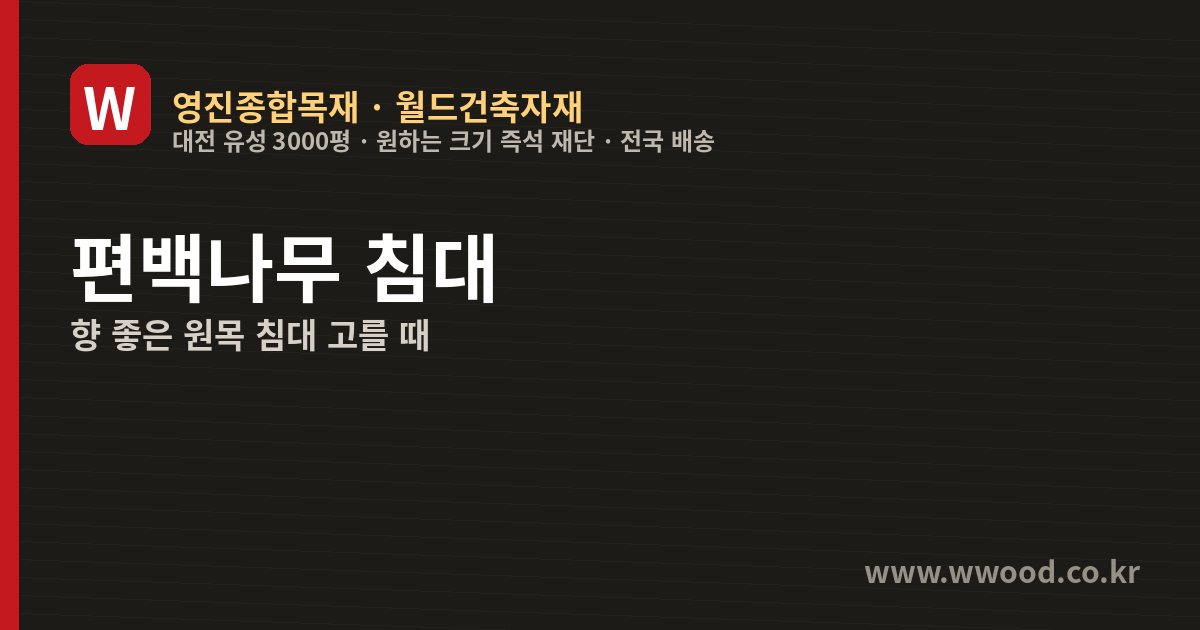 W
영진종합목재 · 월드건축자재
대전 유성 3000평 · 원하는 크기 즉석 재단 · 전국 배송
편백나무 침대
향 좋은 원목 침대 고를 때
www.wwood.co.kr